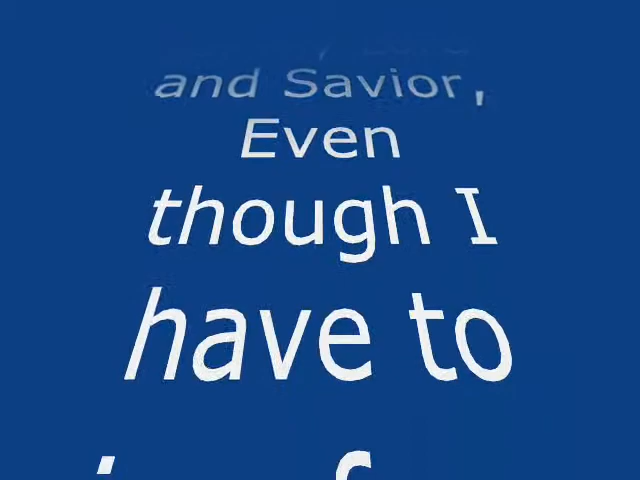 and Savior,
Even
though I
have to